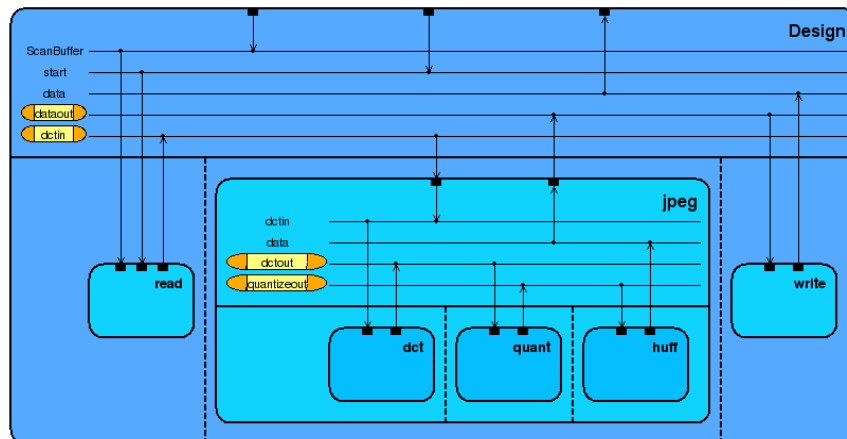 Design
ScanBuffer
start
data
dataout
dctin
jpeg
dctin
data
dctout
quantizeout
read
write
dct
quant
huff